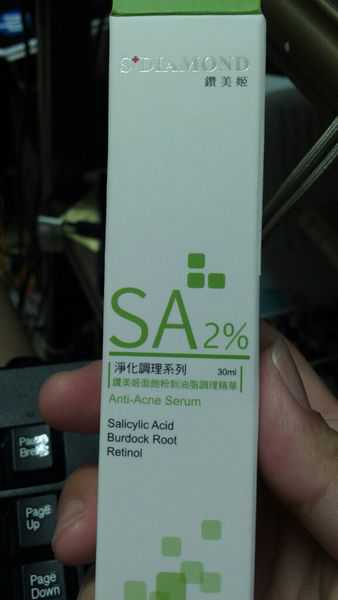 S+DIAMOND
鑽美姬
SA 2%
淨化調理系列 30ml
鑽美姬面皰粉刺油脂調理精華
Anti-Acne Serum
Salicylic Acid
Burdock Root
Retinol
Pause
Break
Page
Up
Page
Down